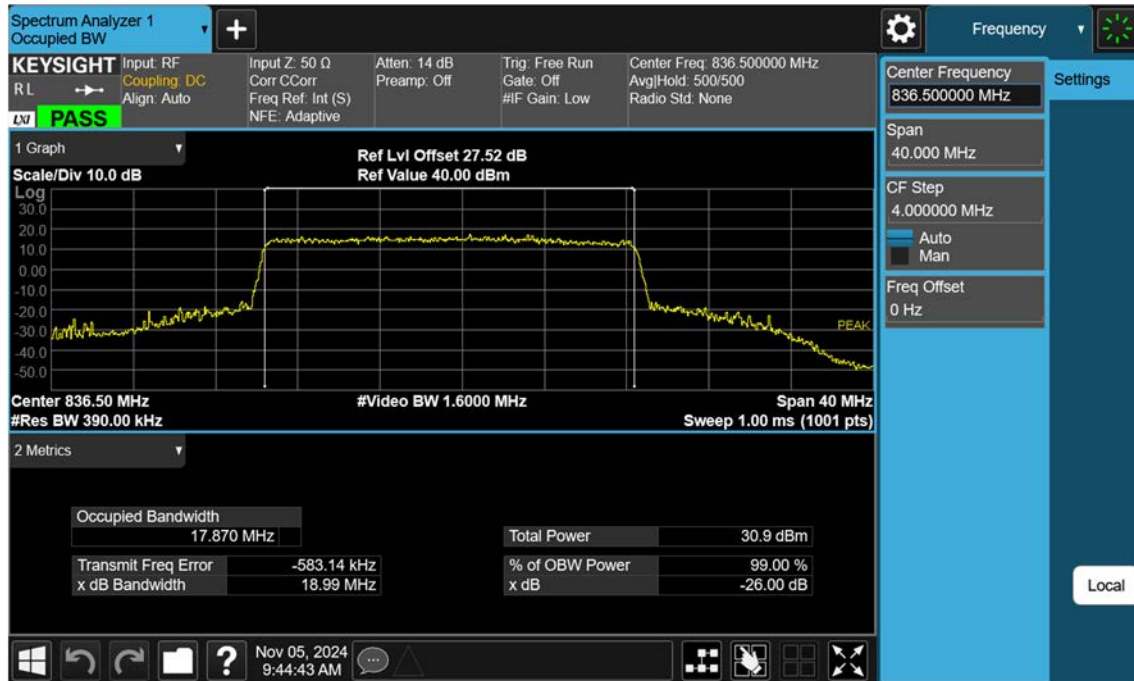 Spectrum Analyzer 1
Occupied BW
+
Frequency
KEYSIGHT
R L
LXI PASS
Input: RF
Coupling: DC
Align: Auto
Input Z: 50 Ω
Corr CCorr
Freq Ref: Int (S)
NFE: Adaptive
Atten: 14 dB
Preamp: Off
Trig: Free Run
Gate: Off
#IF Gain: Low
Center Freq: 836.500000 MHz
Avg|Hold: 500/500
Radio Std: None
Center Frequency
836.500000 MHz
Settings
Span
40.000 MHz
CF Step
4.000000 MHz
Auto
Man
Freq Offset
0 Hz
Local
1 Graph
Scale/Div 10.0 dB
Ref Lvl Offset 27.52 dB
Ref Value 40.00 dBm
Log
30.0
20.0
10.0
0.00
-10.0
-20.0
-30.0
-40.0
-50.0
PEAK
Center 836.50 MHz
#Video BW 1.6000 MHz
Span 40 MHz
#Res BW 390.00 kHz
Sweep 1.00 ms (1001 pts)
2 Metrics
Occupied Bandwidth
17.870 MHz
Total Power 30.9 dBm
Transmit Freq Error -583.14 kHz
% of OBW Power 99.00 %
x dB Bandwidth 18.99 MHz
x dB -26.00 dB
?
Nov 05, 2024
9:44:43 AM